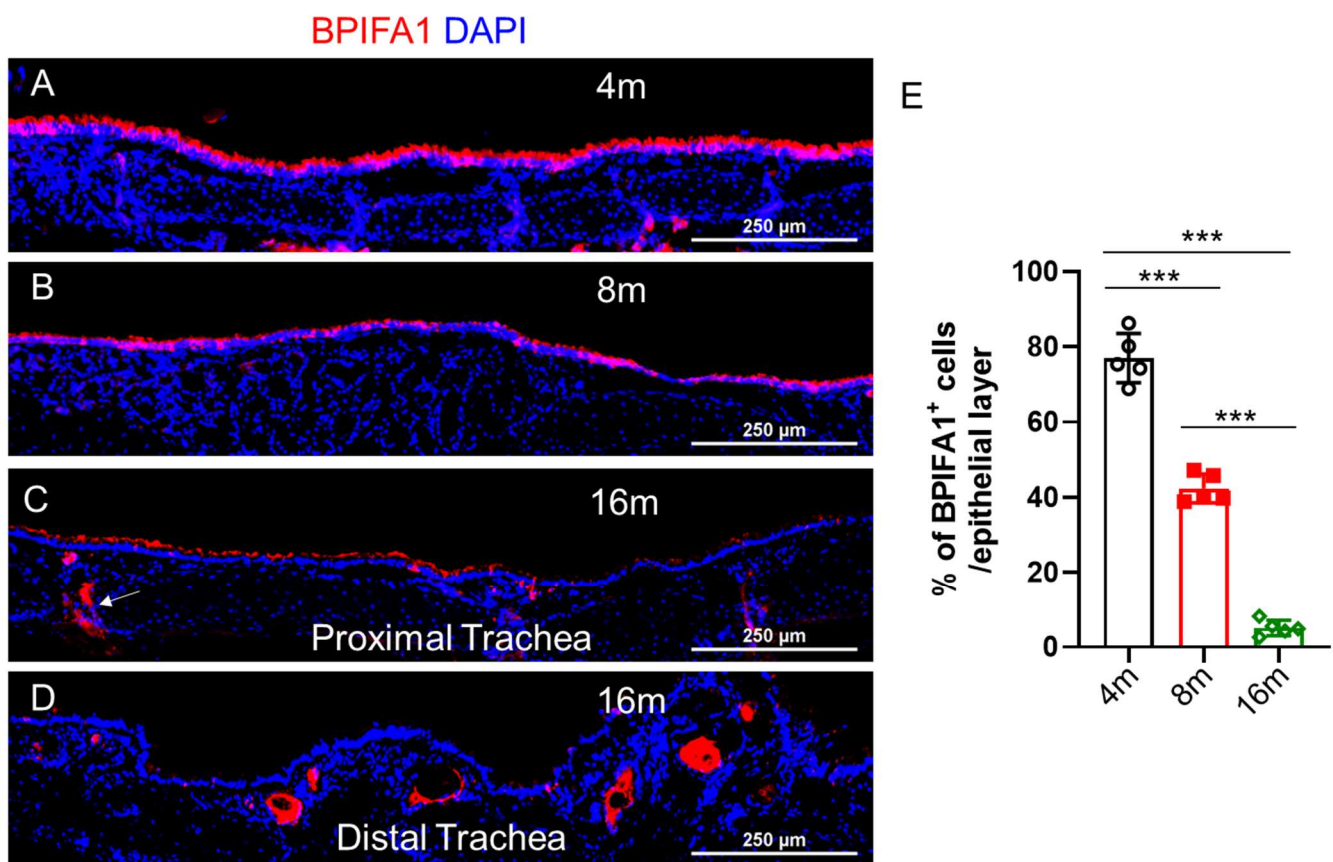 BPIFA1 DAPI
A
4m
250 µm
B
8m
250 µm
C
16m
Proximal Trachea
250 µm
D
16m
Distal Trachea
250 µm
E
***
***
***
% of BPIFA1⁺ cells
/epithelial layer
100
80
60
40
20
0
4m
8m
16m